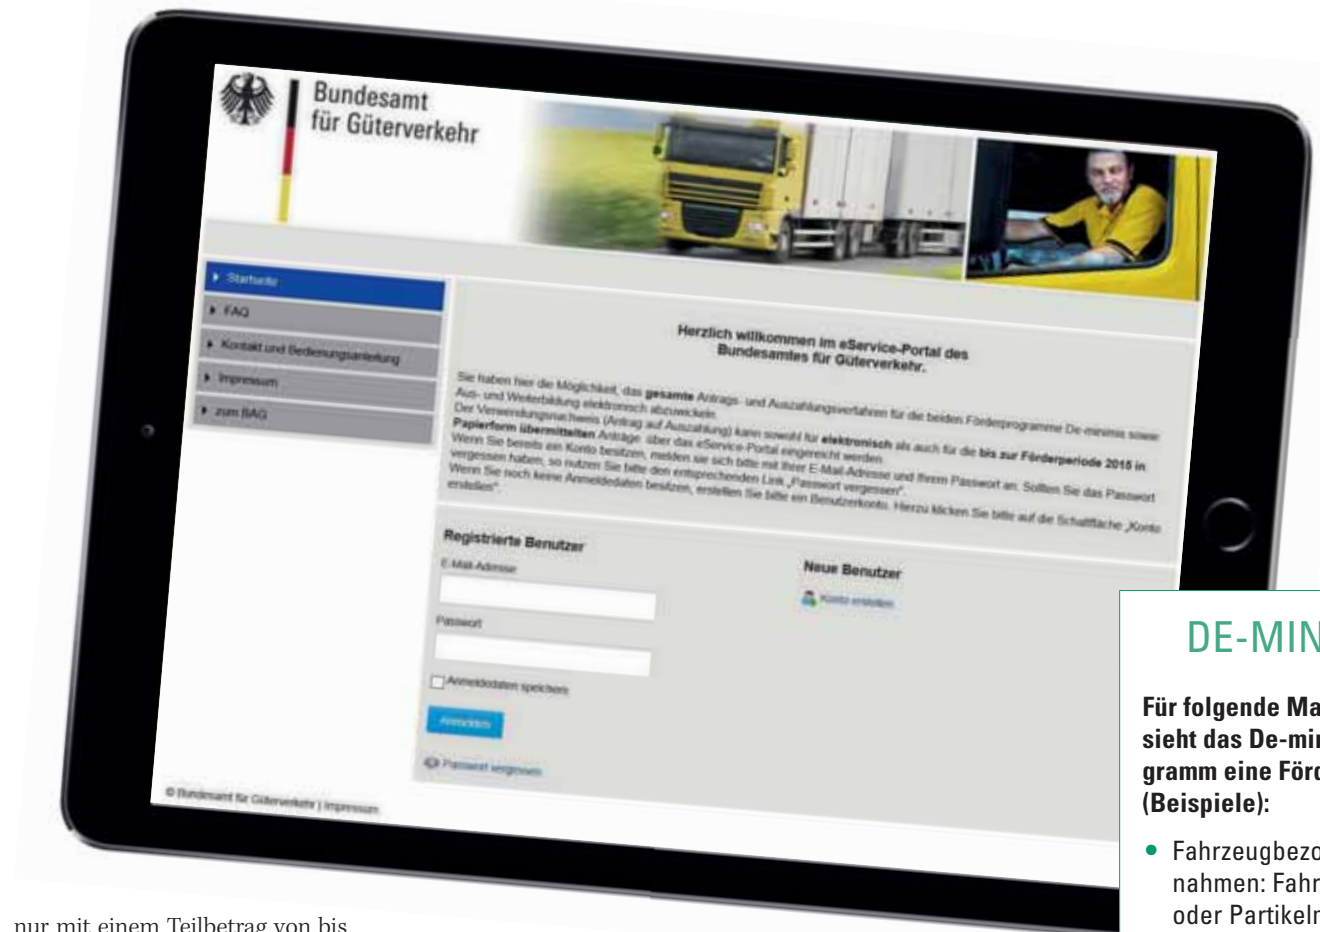 Bundesamt
für Güterverkehr
Startseite
FAQ
Kontakt und Bedienungsanleitung
Impressum
zum BAG
Herzlich willkommen im eService-Portal des
Bundesamtes für Güterverkehr.
Sie haben hier die Möglichkeit, das gesamte Antrags- und Auszahlungsverfahren für die beiden Förderprogramme De-minimis sowie
Aus- und Weiterbildung elektronisch abzuwickeln.
Der Verwendungsnachweis (Antrag auf Auszahlung) kann sowohl für elektronisch als auch für die bis zur Förderperiode 2015 in
Papierform übermittelten Anträge über das eService-Portal eingereicht werden.
Wenn Sie bereits ein Konto besitzen, melden sie sich bitte mit Ihrer E-Mail-Adresse und Ihrem Passwort an. Sollten Sie das Passwort
vergessen haben, so nutzen Sie bitte den entsprechenden Link „Passwort vergessen“.
Wenn Sie noch keine Anmeldedaten besitzen, erstellen Sie bitte ein Benutzerkonto. Hierzu klicken Sie bitte auf die Schaltfläche „Konto
erstellen“.
Registrierte Benutzer
E-Mail-Adresse
Passwort
Anmeldedaten speichern
Anmelden
Passwort vergessen
Neue Benutzer
Konto erstellen
© Bundesamt für Güterverkehr | Impressum
DE-MIN
Für folgende Ma
sieht das De-mi
gramm eine Förd
(Beispiele):
• Fahrzeugbezo
nahmen: Fahr
oder Partikel
nur mit einem Teilbetrag von bis